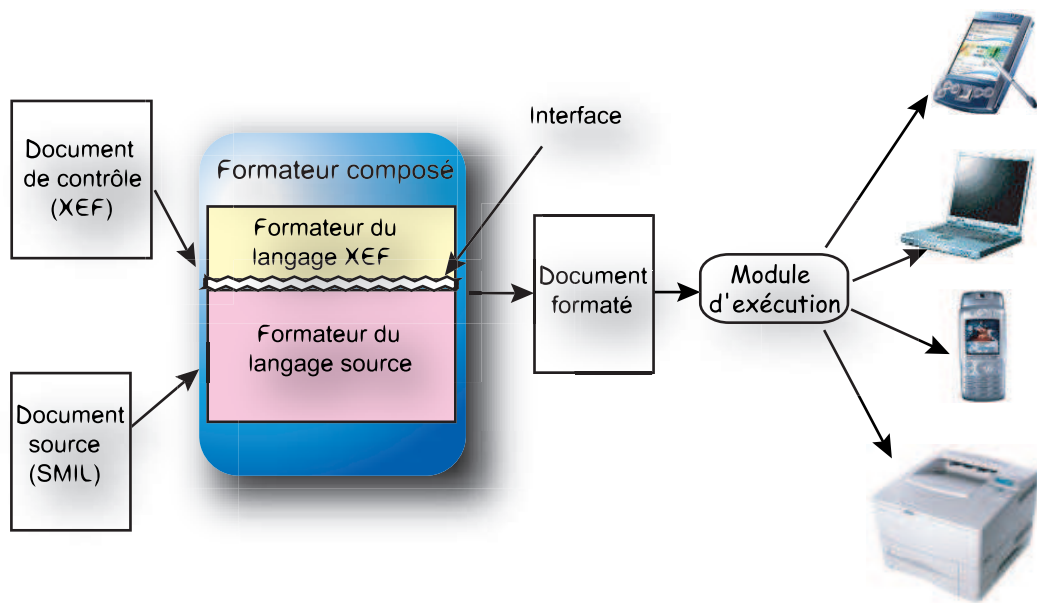 Document
de contrôle
(XEF)
Formateur composé
Interface
Formateur du
langage XEF
Formateur du
langage source
Document
source
(SMIL)
Document
formaté
Module
d'exécution